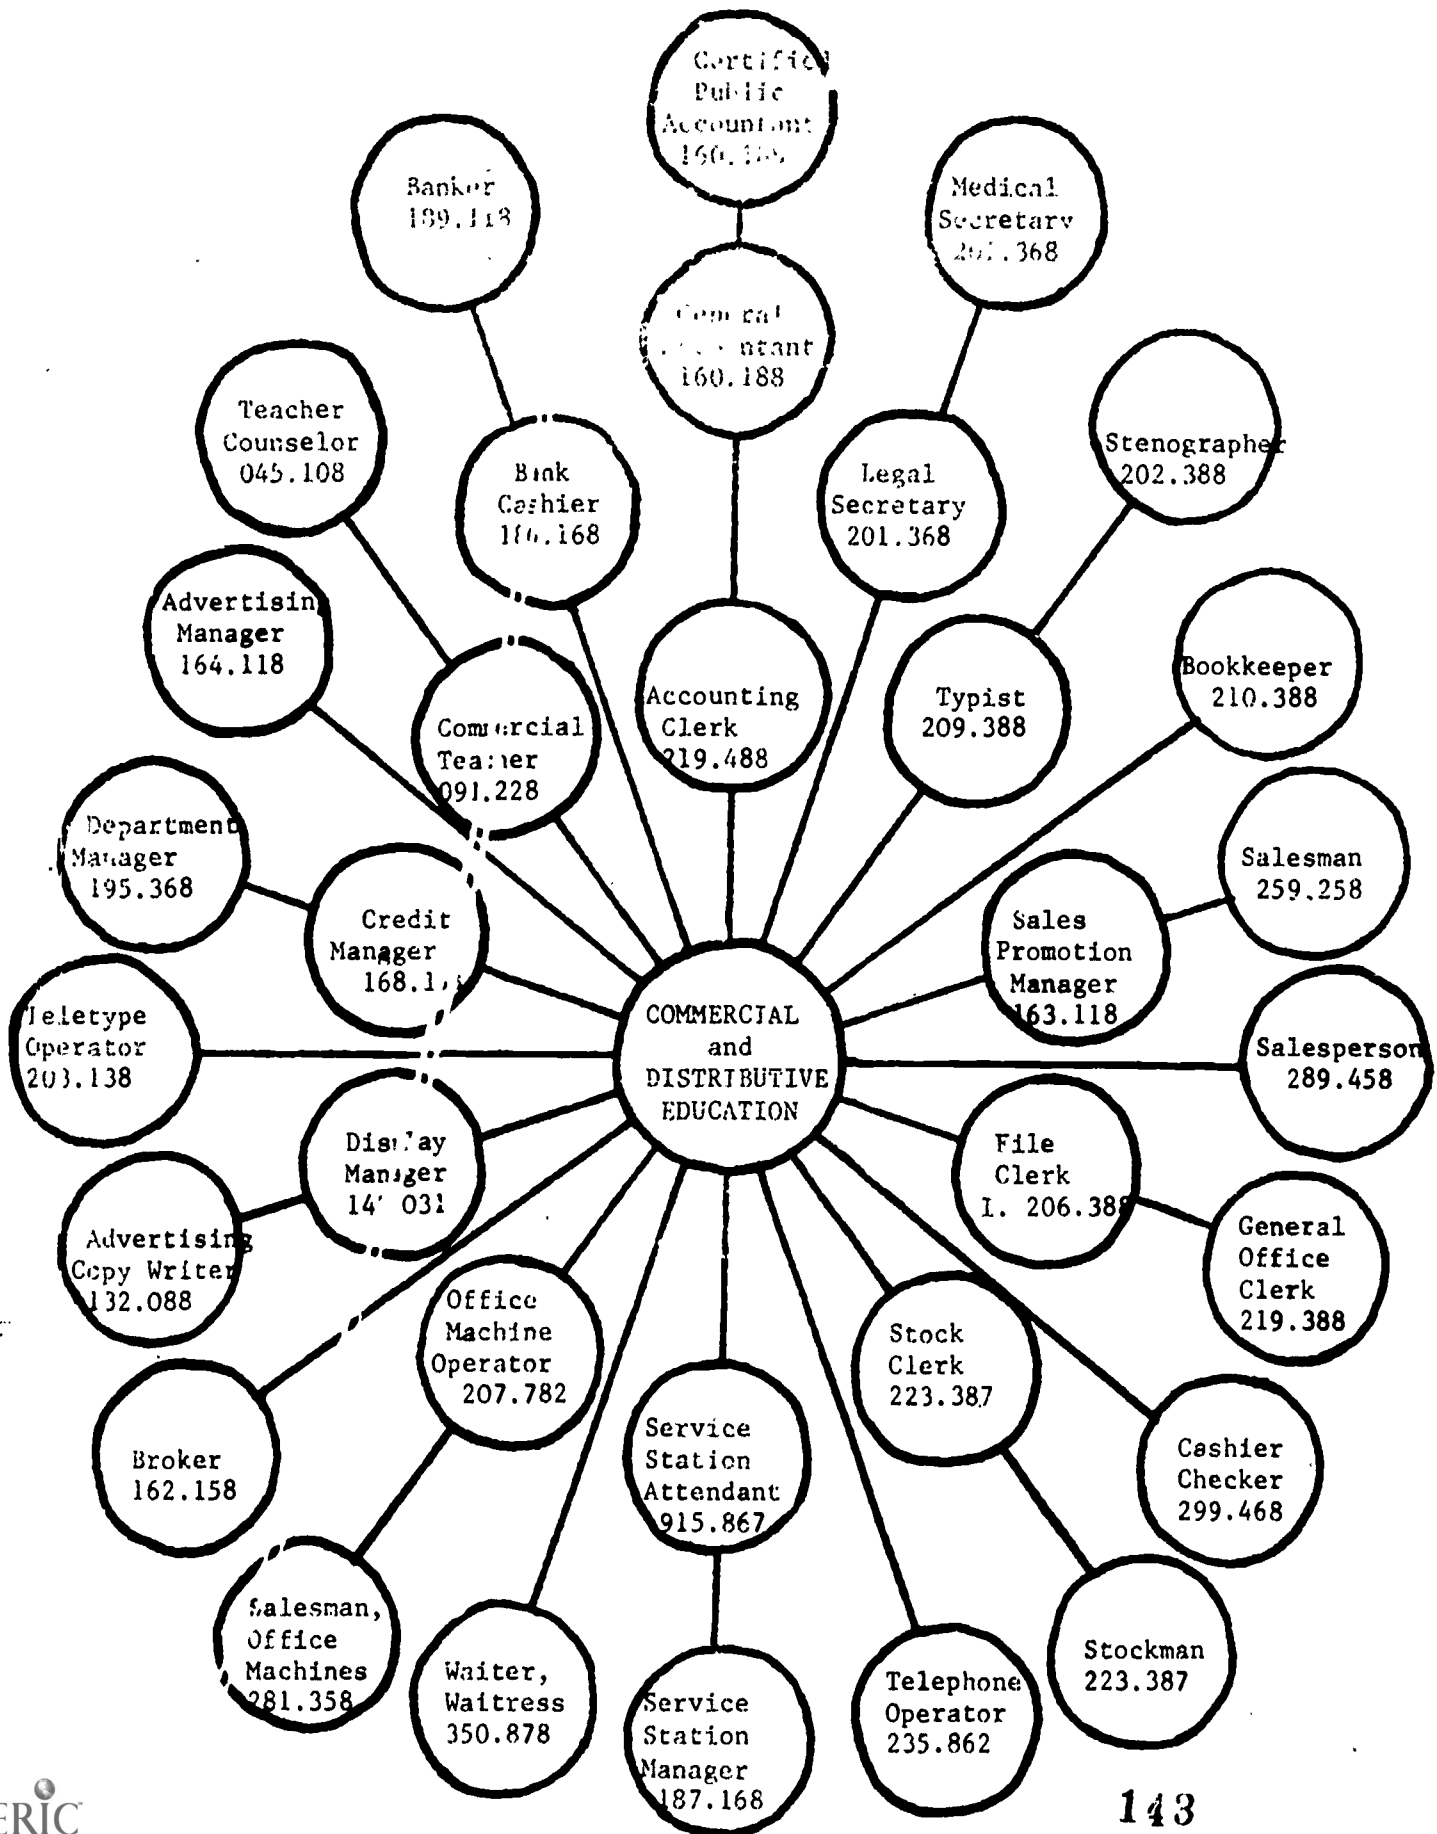 Certified
Public
Accountant
Banker
Medical
Secretary
General
160.188
Teacher
Counselor
045.108
Bank
Cashier
Legal
Secretary
201.368
Stenographer
202.388
Advertising
Manager
164.118
Commercial
Teacher
091.228
Accounting
Clerk
219.488
Typist
209.388
Bookkeeper
210.388
Department
Manager
195.368
Credit
Manager
Sales
Promotion
Manager
163.118
Salesman
259.258
Teletype
Operator
203.138
COMMERCIAL
and
DISTRIBUTIVE
EDUCATION
Salesperson
289.458
Display
Manager
File
Clerk
I. 206.388
Advertising
Copy Writer
132.088
General
Office
Clerk
219.388
Office
Machine
Operator
207.782
Stock
Clerk
223.387
Broker
162.158
Service
Station
Attendant
915.867
Cashier
Checker
299.468
Salesman,
Office
Machines
281.358
Waiter,
Waitress
350.878
Service
Station
Manager
187.168
Telephone
Operator
235.862
Stockman
223.387
143
ERIC